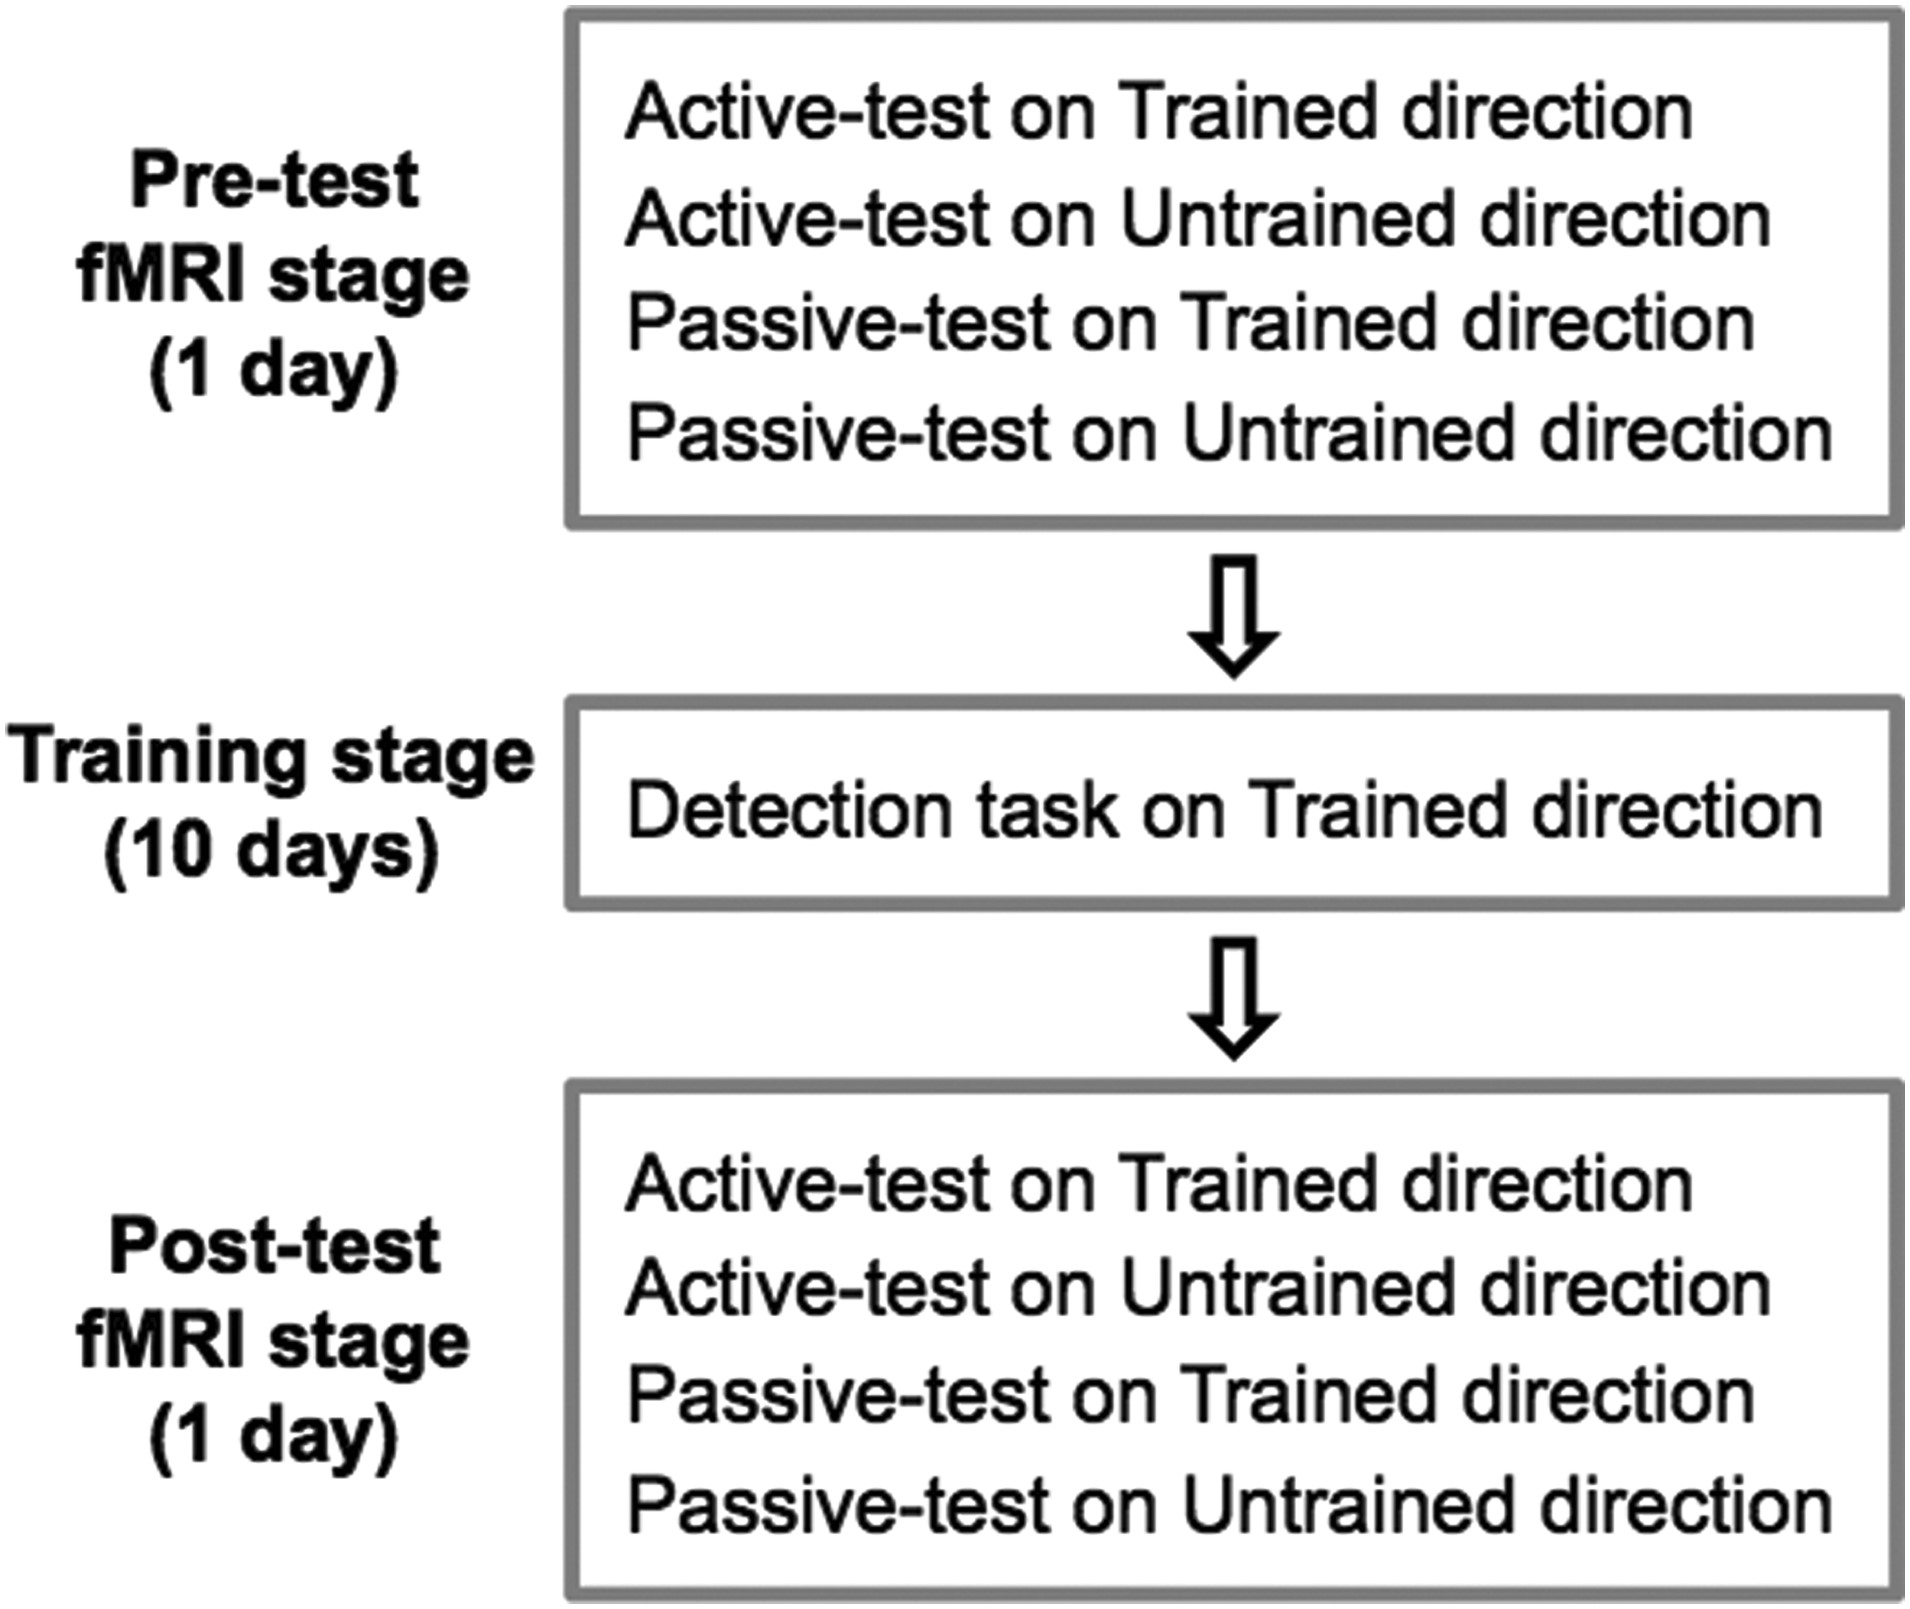 Pre-test
fMRI stage
(1 day)
Active-test on Trained direction
Active-test on Untrained direction
Passive-test on Trained direction
Passive-test on Untrained direction
Training stage
(10 days)
Detection task on Trained direction
Post-test
fMRI stage
(1 day)
Active-test on Trained direction
Active-test on Untrained direction
Passive-test on Trained direction
Passive-test on Untrained direction